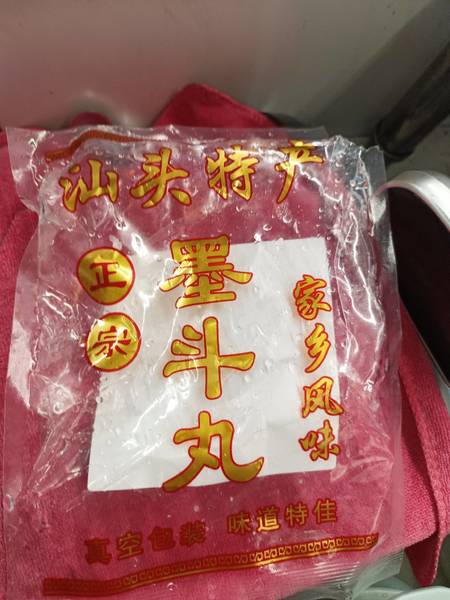 汕头特产
正宗
墨斗丸
家乡风味
真空包装 味道特佳